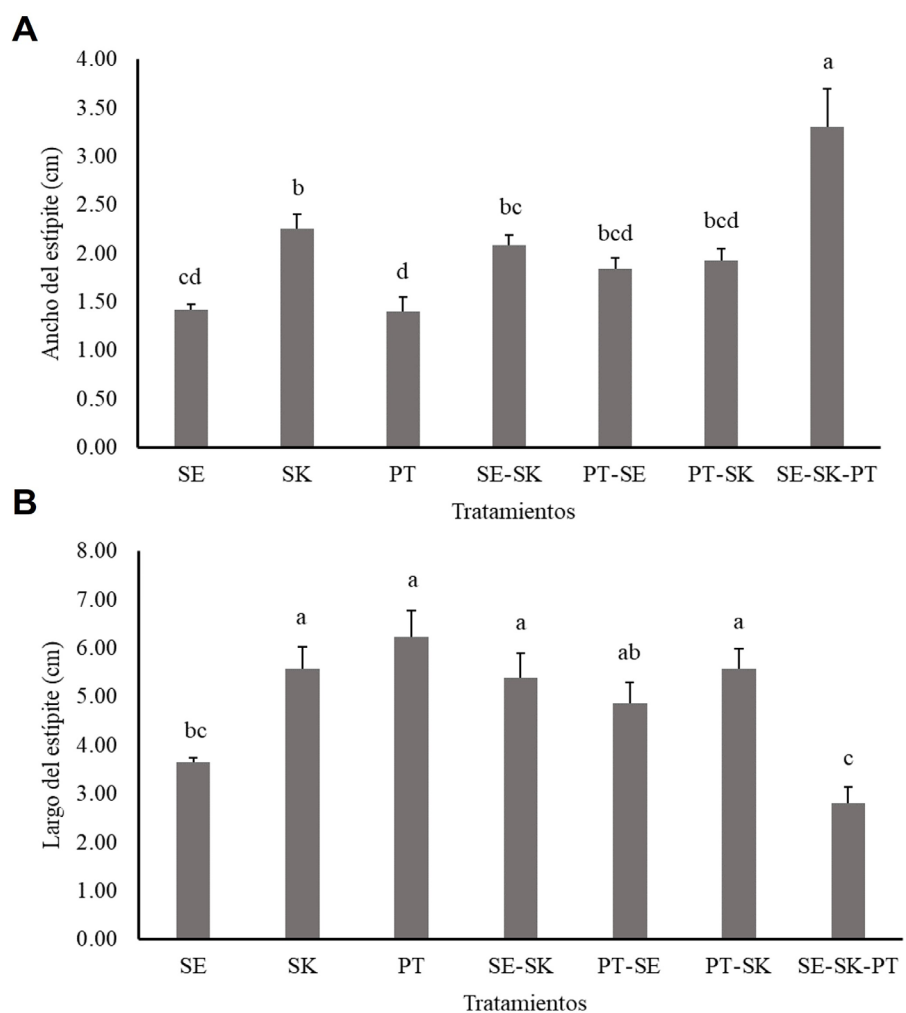 A
4.00
3.50
3.00
2.50
2.00
1.50
1.00
0.50
0.00
Ancho del estípite (cm)
cd
b
d
bc
bcd
bcd
a
SE SK PT SE-SK PT-SE PT-SK SE-SK-PT
Tratamientos
B
8.00
7.00
6.00
5.00
4.00
3.00
2.00
1.00
0.00
Largo del estípite (cm)
bc
a
a
a
ab
a
c
SE SK PT SE-SK PT-SE PT-SK SE-SK-PT
Tratamientos